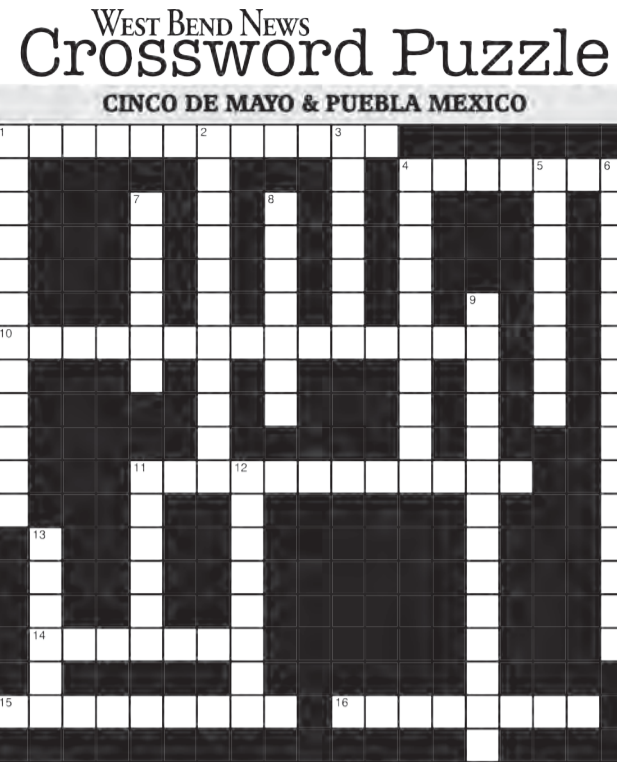 WEST BEND NEWS
Crossword Puzzle
CINCO DE MAYO & PUEBLA MEXICO
1 2 3
4 5 6
7 8
9
10
11 12
13
14
15 16